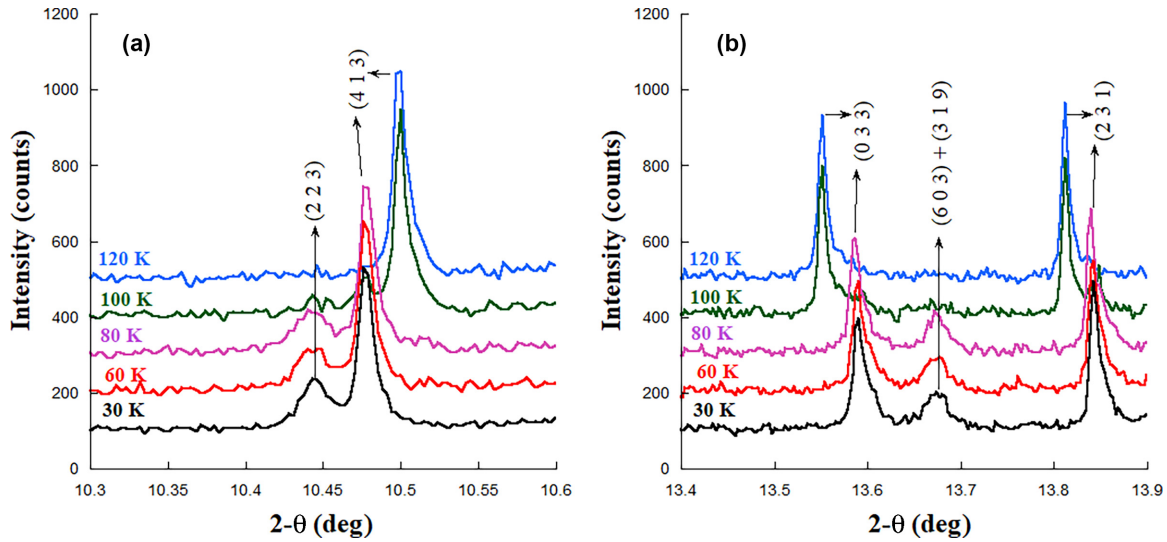 (a)
1200
1000
800
600
400
200
0
Intensity (counts)
(2 2 3)
(4 1 3)
120 K
100 K
80 K
60 K
30 K
10.3 10.35 10.4 10.45 10.5 10.55 10.6
2-θ (deg)
(b)
1200
1000
800
600
400
200
0
Intensity (counts)
(0 3 3)
(6 0 3) + (3 1 9)
(2 3 1)
120 K
100 K
80 K
60 K
30 K
13.4 13.5 13.6 13.7 13.8 13.9
2-θ (deg)